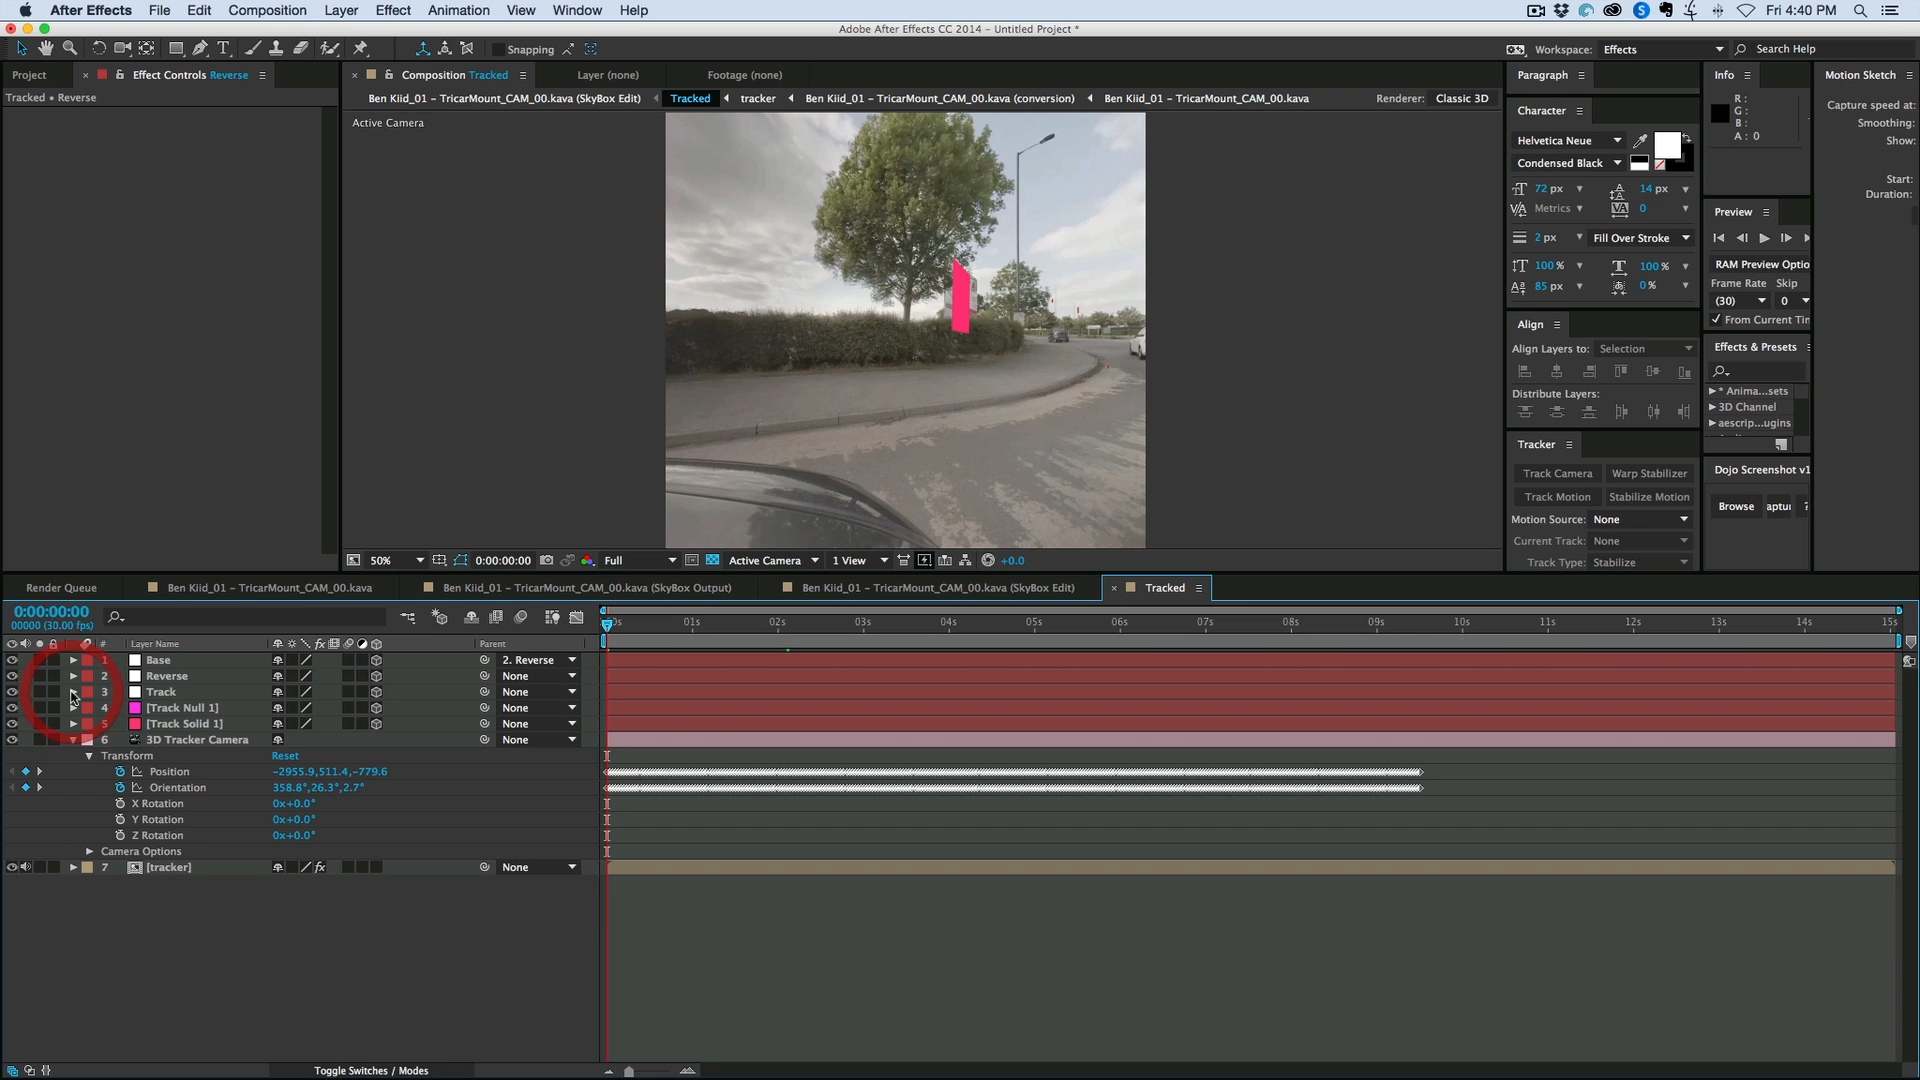 After Effects File Edit Composition Layer Effect Animation View Window Help Fri 4:40 PM
Adobe After Effects CC 2014 - Untitled Project *
Snapping Workspace: Effects Search Help
Project × Effect Controls Reverse × Composition Tracked Layer (none) Footage (none) Paragraph Info Motion Sketch
Tracked • Reverse
Ben Kiid_01 – TricarMount_CAM_00.kava (SkyBox Edit) Tracked tracker Ben Kiid_01 – TricarMount_CAM_00.kava (conversion) Ben Kiid_01 – TricarMount_CAM_00.kava Renderer: Classic 3D
Active Camera
Character
R :
G :
B :
A : 0
Capture speed at:
Smoothing:
Show:
Helvetica Neue
Condensed Black
Start:
Duration:
72 px 14 px
Metrics 0
2 px Fill Over Stroke
100 % 100 %
85 px 0 %
Preview
RAM Preview Optio
Frame Rate Skip
(30) 0
From Current Tin
Align
Align Layers to: Selection
Distribute Layers:
Effects & Presets
* Anima...sets
3D Channel
aescrip...ugins
Tracker
Track Camera Warp Stabilizer
Track Motion Stabilize Motion
Motion Source: None
Current Track: None
Track Type: Stabilize
Dojo Screenshot v1
Browse aptu ?
50% 0:00:00:00 Full Active Camera 1 View +0.0
Render Queue Ben Kiid_01 – TricarMount_CAM_00.kava Ben Kiid_01 – TricarMount_CAM_00.kava (SkyBox Output) Ben Kiid_01 – TricarMount_CAM_00.kava (SkyBox Edit) × Tracked
0:00:00:00
00000 (30.00 fps)
01s 02s 03s 04s 05s 06s 07s 08s 09s 10s 11s 12s 13s 14s 15s
# Layer Name fx Parent
1 Base 2. Reverse
2 Reverse None
3 Track None
4 [Track Null 1] None
5 [Track Solid 1] None
6 3D Tracker Camera None
Transform Reset
Position -2955.9,511.4,-779.6
Orientation 358.8°,26.3°,2.7°
X Rotation 0x+0.0°
Y Rotation 0x+0.0°
Z Rotation 0x+0.0°
Camera Options
7 [tracker] fx None
Toggle Switches / Modes